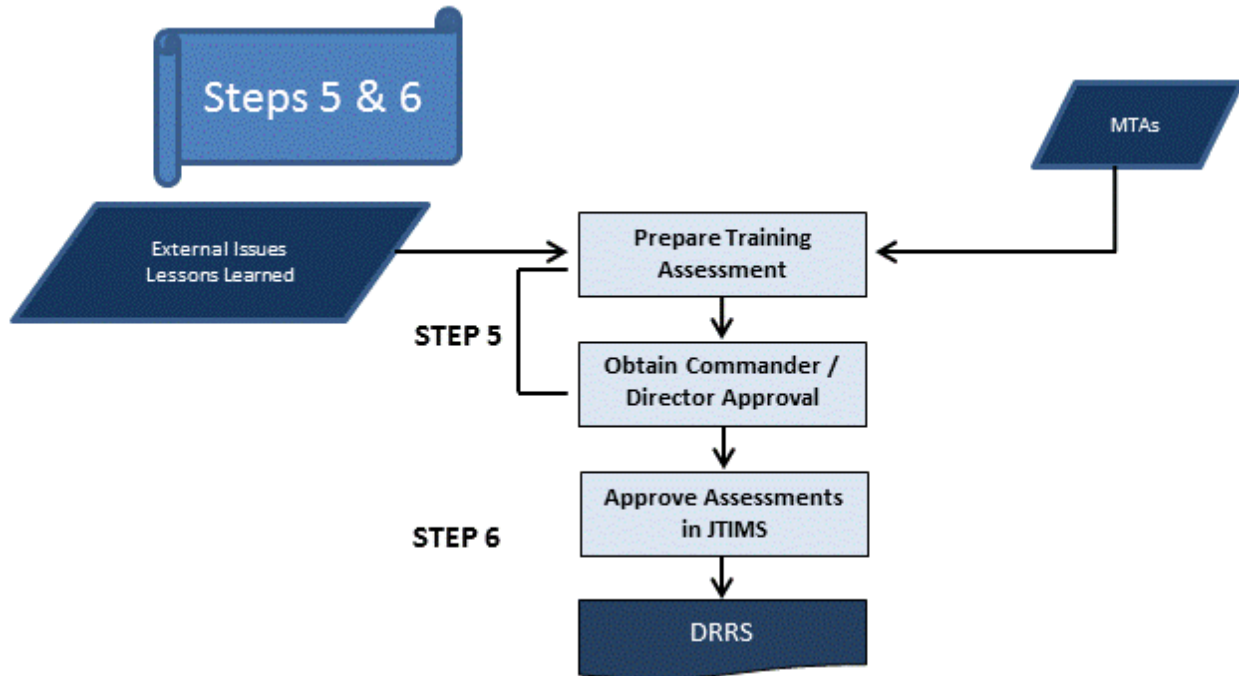 Steps 5 & 6
MTAs
External Issues
Lessons Learned
Prepare Training
Assessment
STEP 5
Obtain Commander /
Director Approval
Approve Assessments
in JTIMS
STEP 6
DRRS